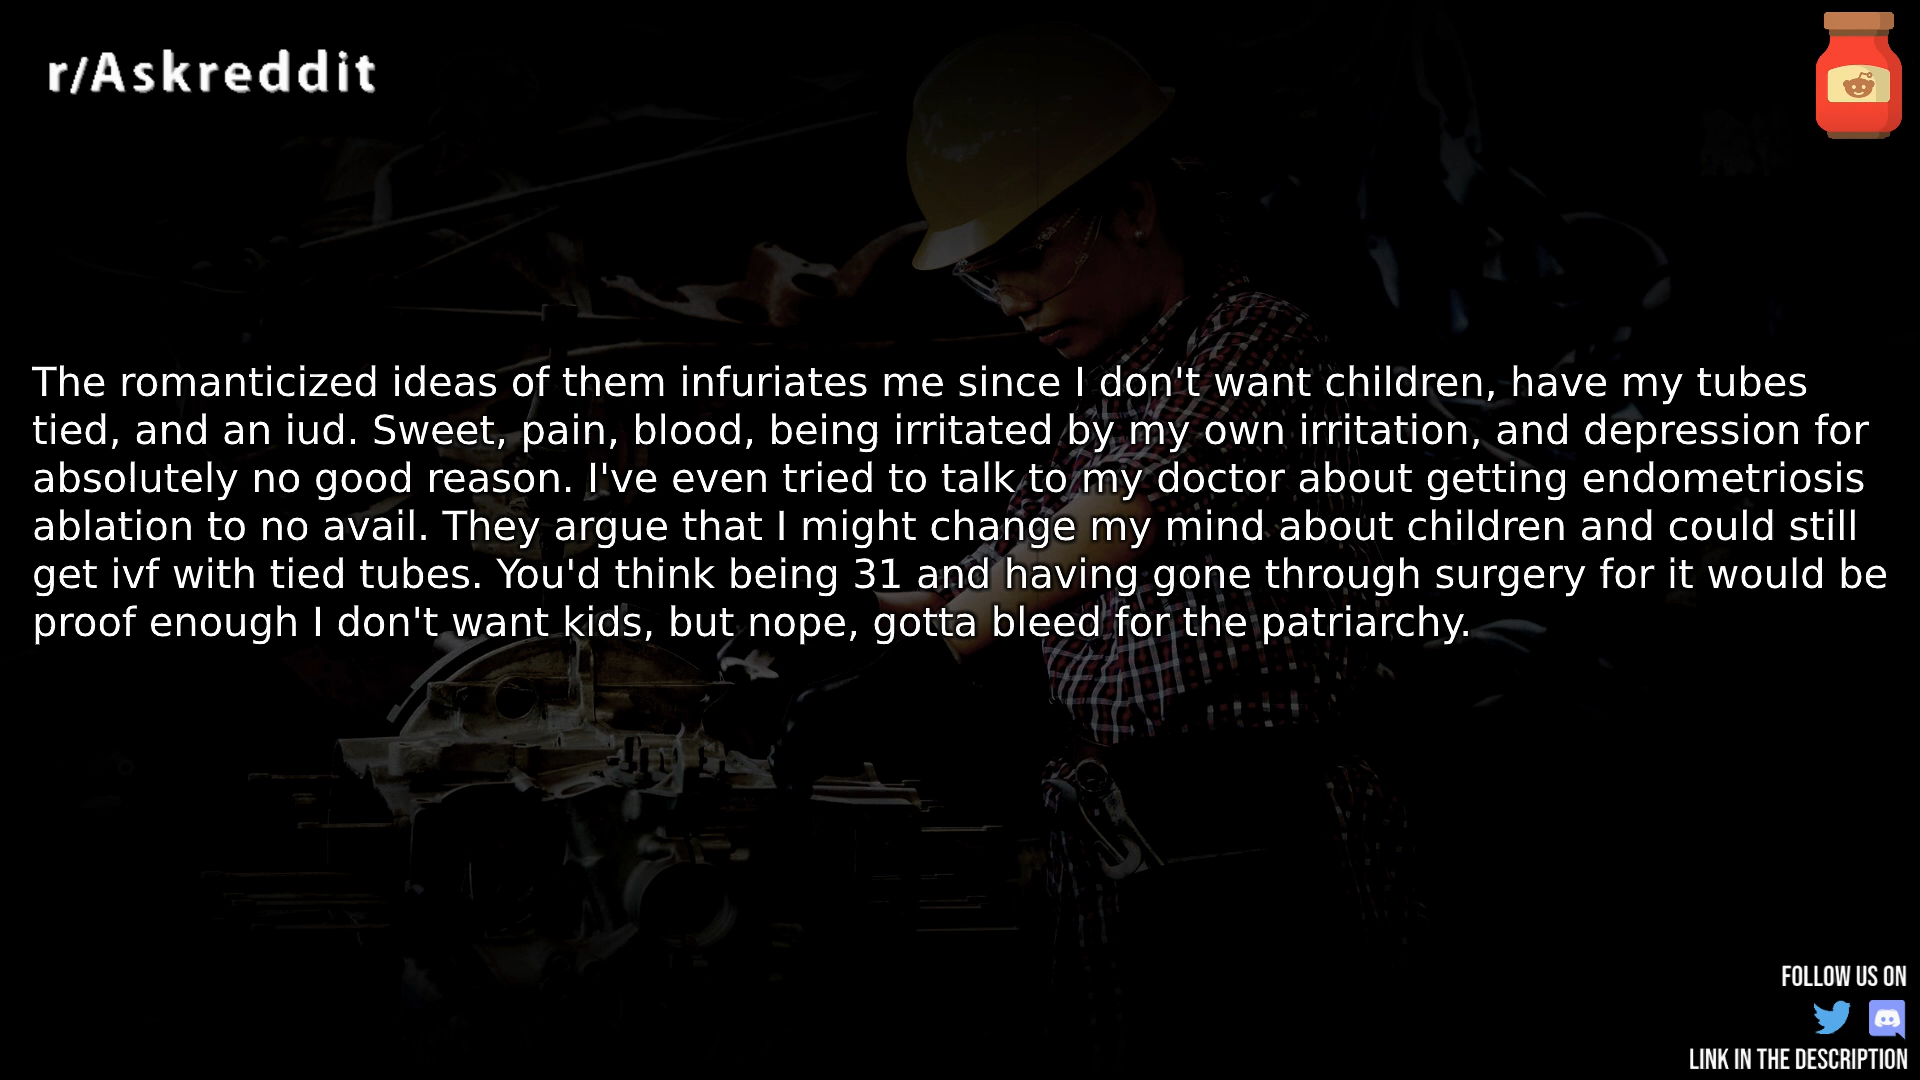 r/Askreddit
The romanticized ideas of them infuriates me since I don't want children, have my tubes
tied, and an iud. Sweet, pain, blood, being irritated by my own irritation, and depression for
absolutely no good reason. I've even tried to talk to my doctor about getting endometriosis
ablation to no avail. They argue that I might change my mind about children and could still
get ivf with tied tubes. You'd think being 31 and having gone through surgery for it would be
proof enough I don't want kids, but nope, gotta bleed for the patriarchy.
FOLLOW US ON
LINK IN THE DESCRIPTION